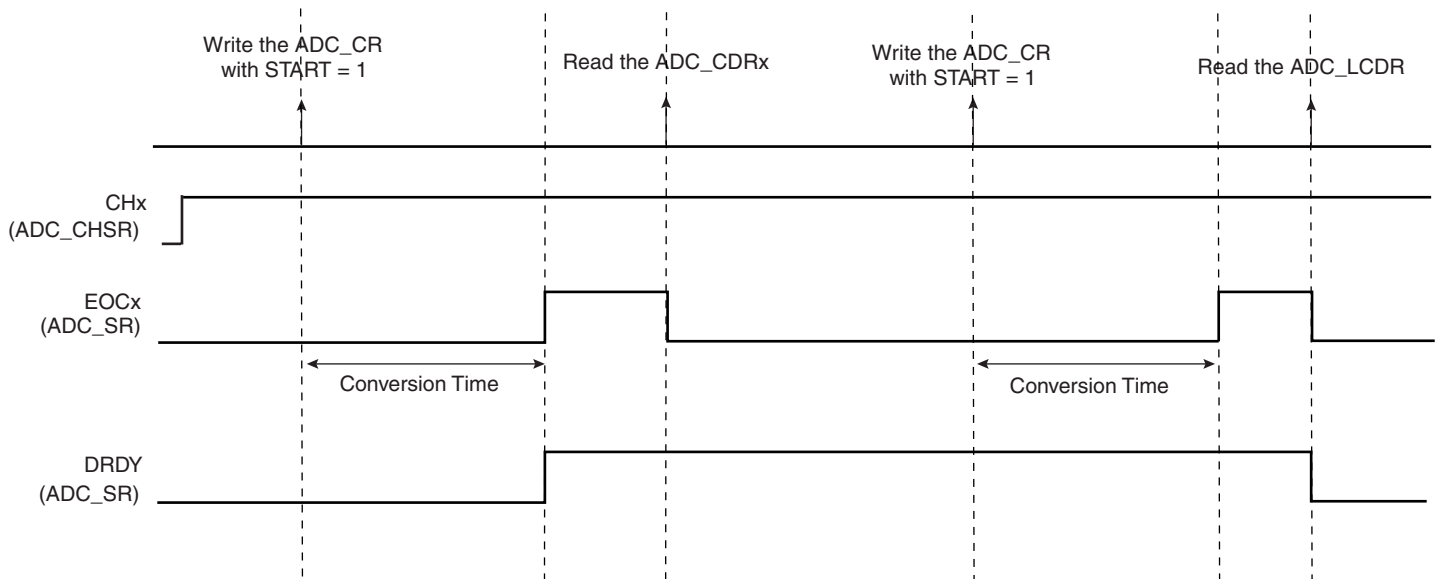 Write the ADC_CR
with START = 1
Read the ADC_CDRx
Write the ADC_CR
with START = 1
Read the ADC_LCDR
CHx
(ADC_CHSR)
EOCx
(ADC_SR)
Conversion Time
Conversion Time
DRDY
(ADC_SR)